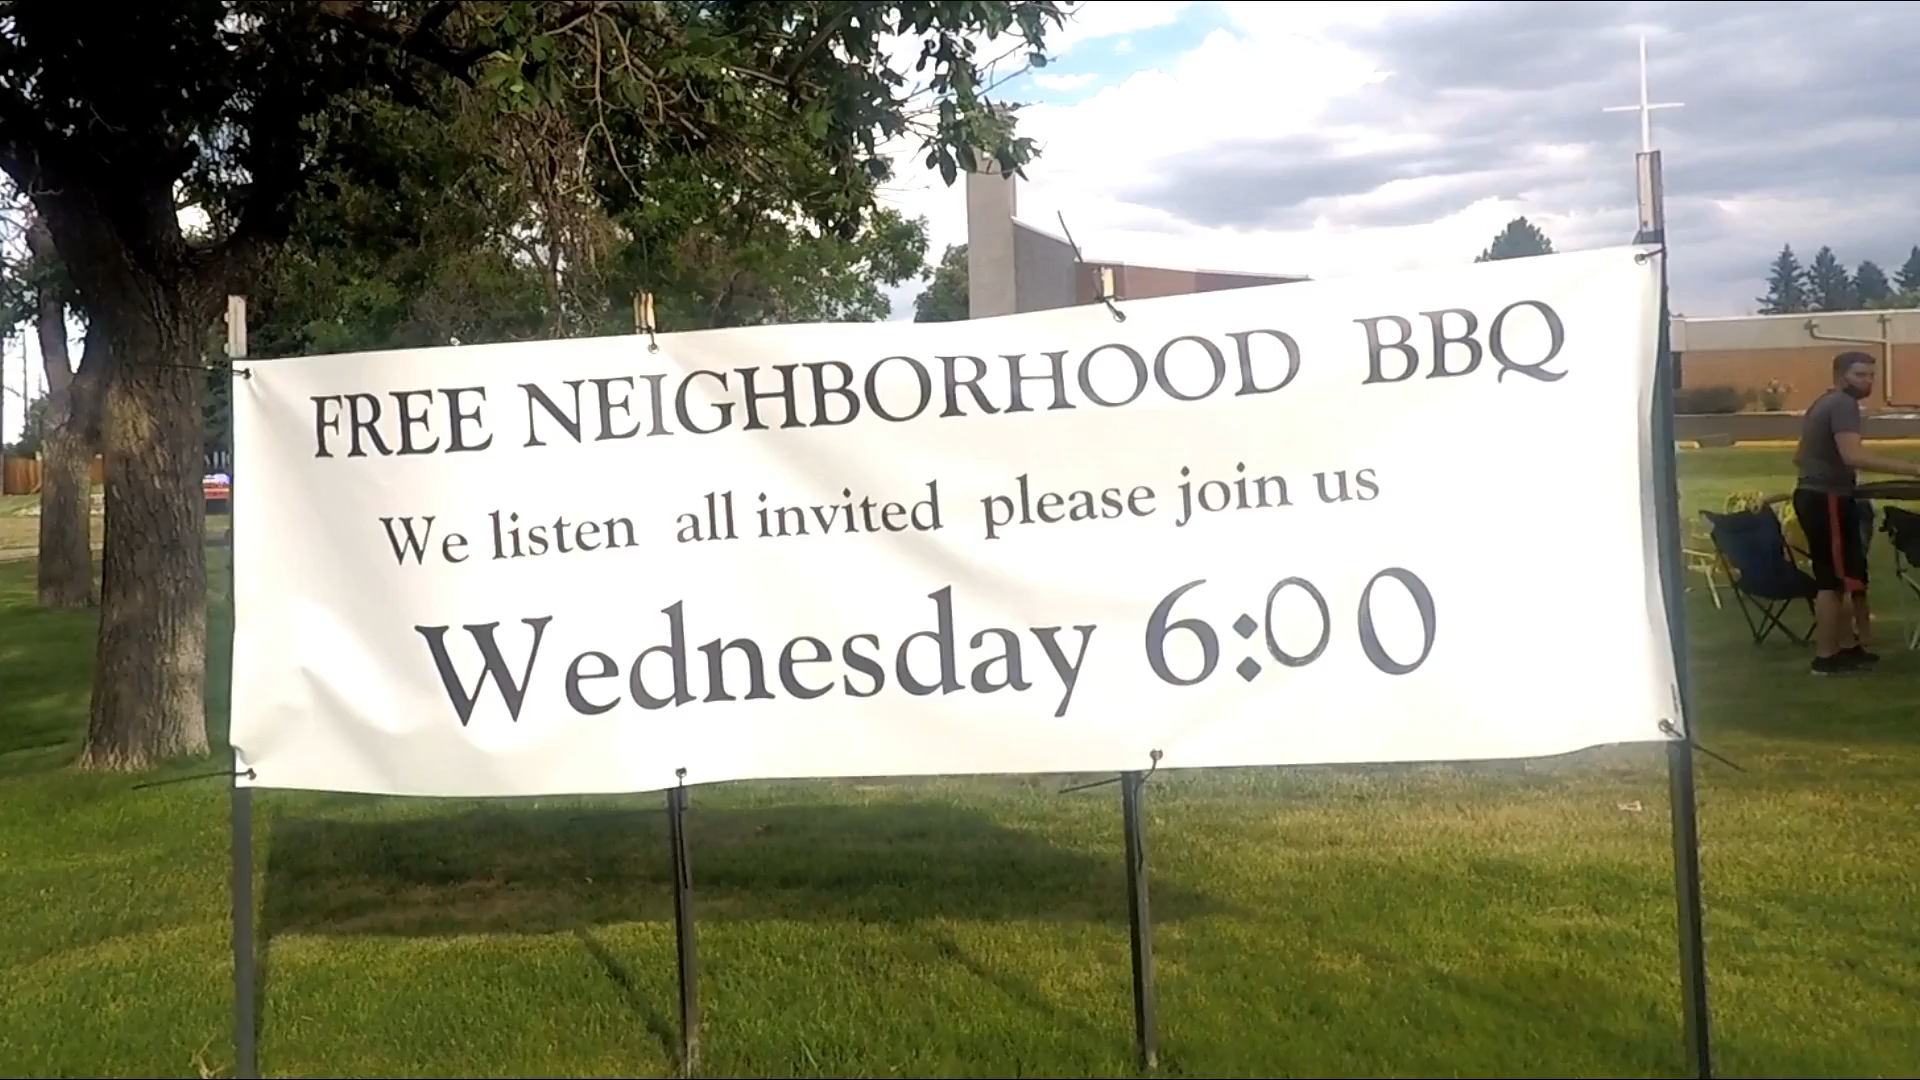 FREE NEIGHBORHOOD BBQ
We listen all invited please join us
Wednesday 6:00